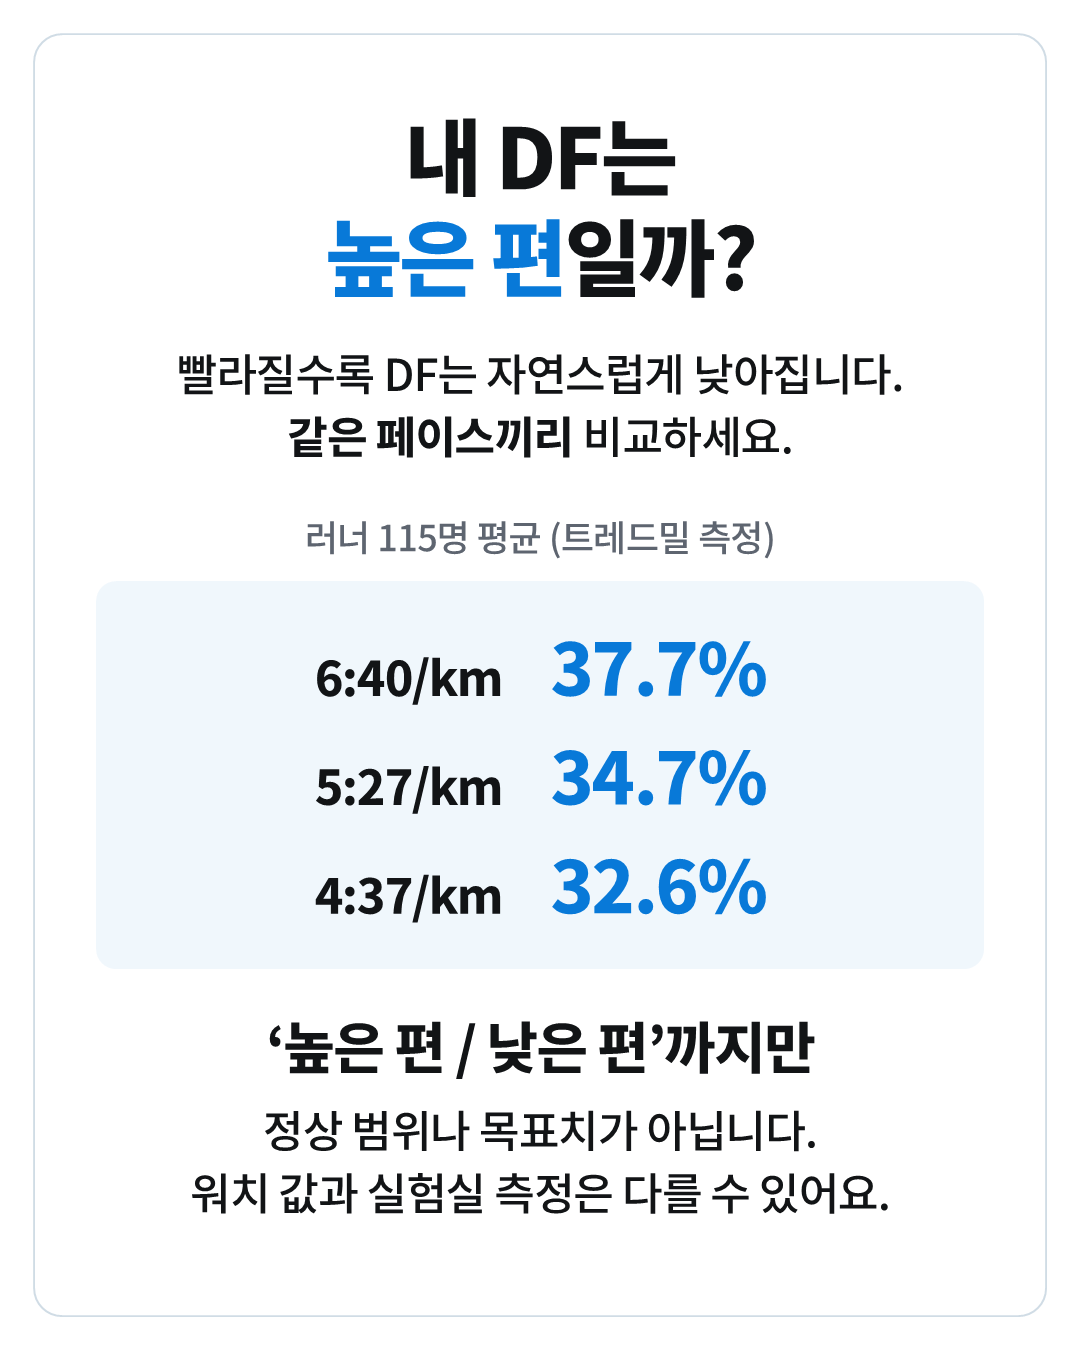 내 DF는
높은 편일까?
빨라질수록 DF는 자연스럽게 낮아집니다.
같은 페이스끼리 비교하세요.
러너 115명 평균 (트레드밀 측정)
6:40/km 37.7%
5:27/km 34.7%
4:37/km 32.6%
‘높은 편 / 낮은 편’까지만
정상 범위나 목표치가 아닙니다.
워치 값과 실험실 측정은 다를 수 있어요.